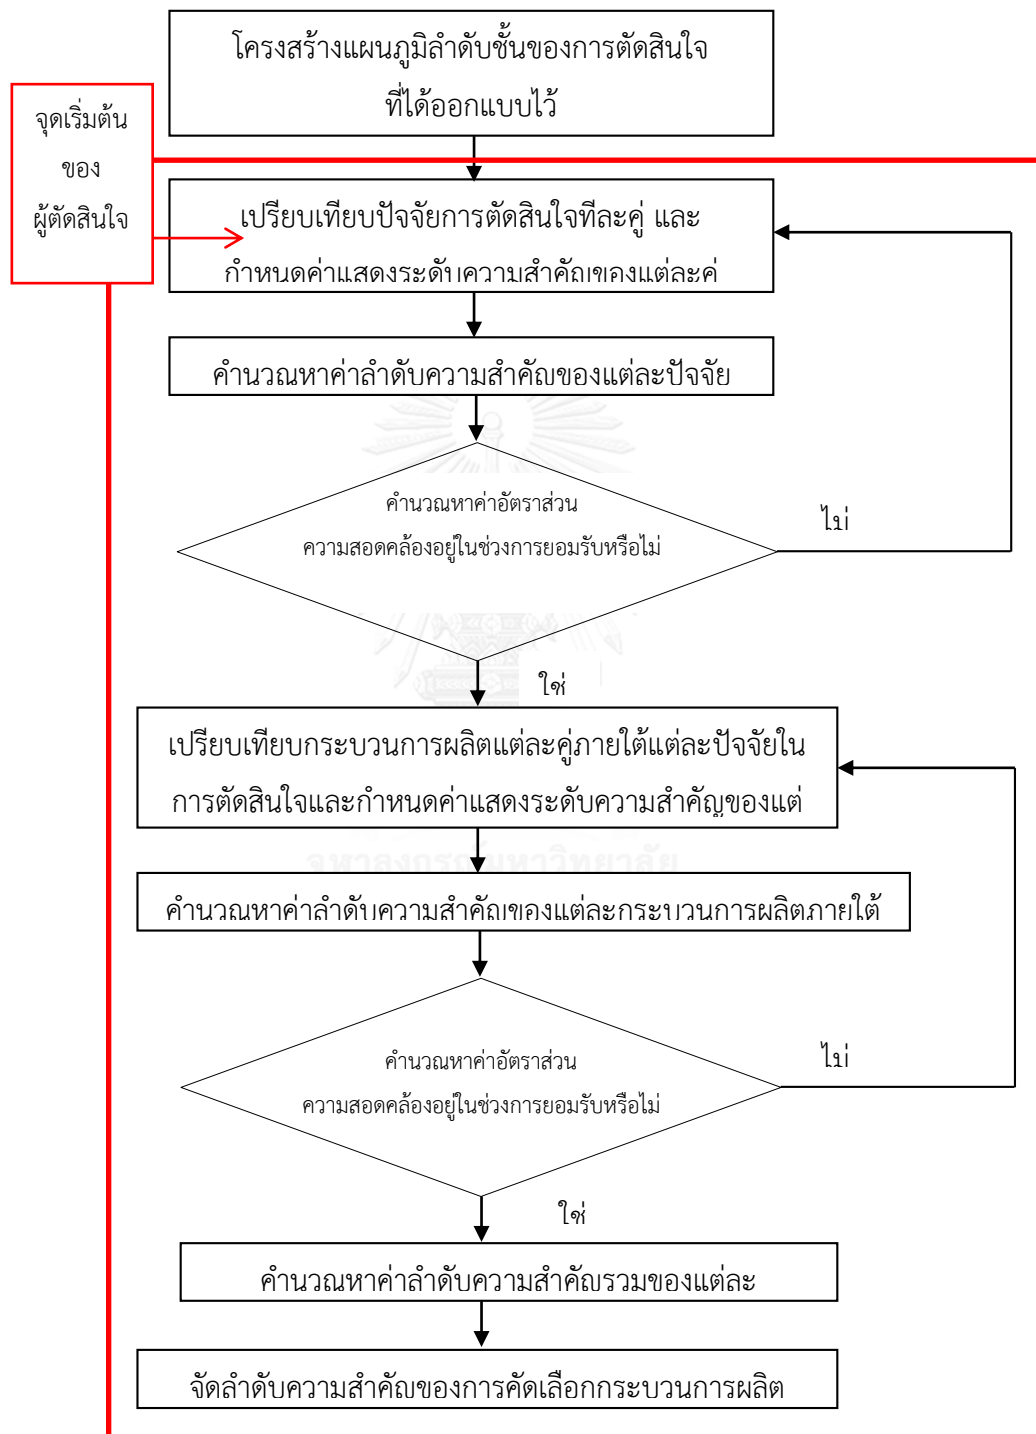 โครงสร้างแผนภูมิลำดับชั้นของการตัดสินใจ
ที่ได้ออกแบบไว้
จุดเริ่มต้น
ของ
ผู้ตัดสินใจ
เปรียบเทียบปัจจัยการตัดสินใจทีละคู่ และ
กำหนดค่าแสดงระดับความสำคัญของแต่ละคู่
คำนวณหาค่าลำดับความสำคัญของแต่ละปัจจัย
คำนวณหาค่าอัตราส่วน
ความสอดคล้องอยู่ในช่วงการยอมรับหรือไม่
ไม่
ใช่
เปรียบเทียบกระบวนการผลิตแต่ละคู่ภายใต้แต่ละปัจจัยใน
การตัดสินใจและกำหนดค่าแสดงระดับความสำคัญของแต่
จุฬาลงกรณ์มหาวิทยาลัย
คำนวณหาค่าลำดับความสำคัญของแต่ละกระบวนการผลิตภายใต้
คำนวณหาค่าอัตราส่วน
ความสอดคล้องอยู่ในช่วงการยอมรับหรือไม่
ไม่
ใช่
คำนวณหาค่าลำดับความสำคัญรวมของแต่ละ
จัดลำดับความสำคัญของการคัดเลือกกระบวนการผลิต